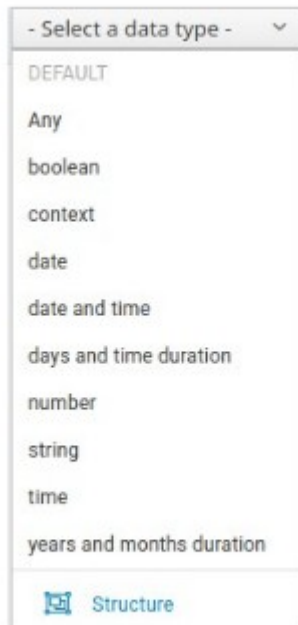 - Select a data type -
DEFAULT
Any
boolean
context
date
date and time
days and time duration
number
string
time
years and months duration
Structure